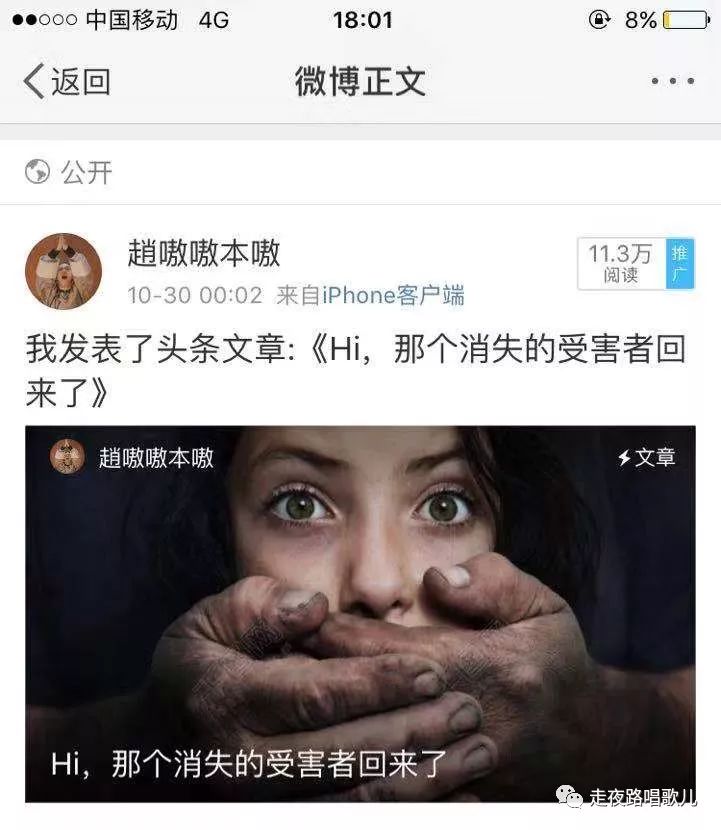 中国移动 4G 18:01 8%
返回 微博正文
公开
趙嗷嗷本嗷
10-30 00:02 来自iPhone客户端
11.3万
阅读
推广
我发表了头条文章:《Hi，那个消失的受害者回
来了》
趙嗷嗷本嗷 文章
Hi，那个消失的受害者回来了
走夜路唱歌儿